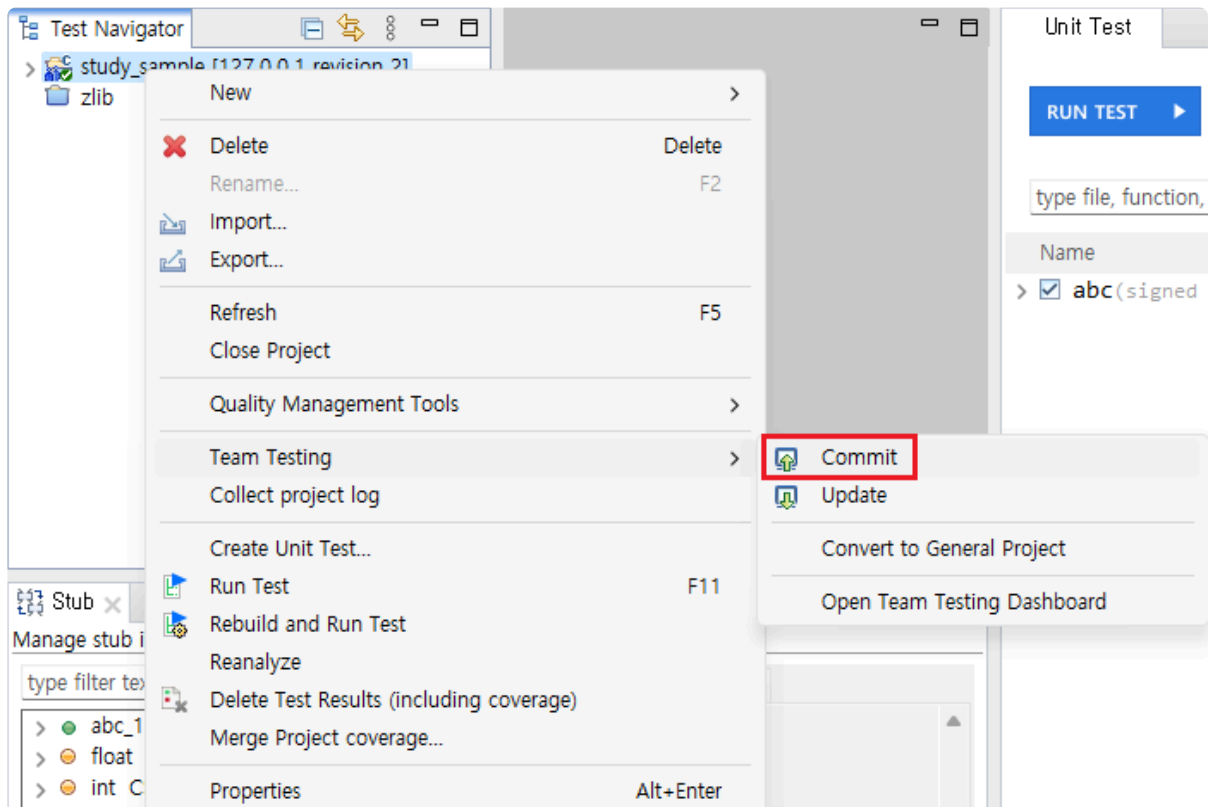 Test Navigator
study_sample [127.0.0.1 revision 2]
zlib
New
Delete Delete
Rename... F2
Import...
Export...
Refresh F5
Close Project
Quality Management Tools
Team Testing
Collect project log
Create Unit Test...
Run Test F11
Rebuild and Run Test
Reanalyze
Delete Test Results (including coverage)
Merge Project coverage...
Properties Alt+Enter
Commit
Update
Convert to General Project
Open Team Testing Dashboard
Unit Test
RUN TEST
type file, function,
Name
abc(signed
Stub
Manage stub i
type filter te
abc_1
float
int C